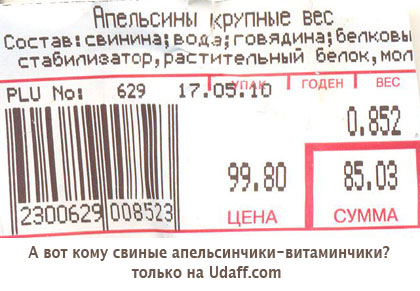 Апельсины крупные вес
Состав:свинина;вода;говядина;белковы
стабилизатор,растительный белок,мол
УПАК ГОДЕН ВЕС
PLU No: 629 17.05.10
0.852
99.80 85.03
2300629 008523 ЦЕНА СУММА
А вот кому свиные апельсинчики-витаминчики?
только на Udaff.com